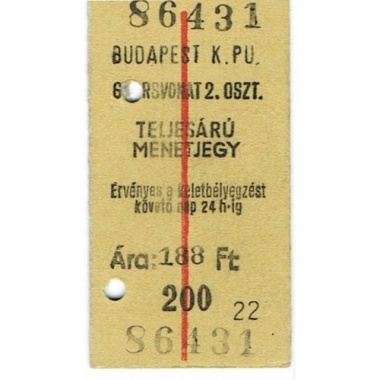 86431
BUDAPEST K.PU.
GYORSVONAT 2. OSZT.
TELJESÁRÚ
MENETJEGY
Érvényes a keletbélyegzést
követő nap 24 h-ig
Ára: 188 Ft
200 22
86431